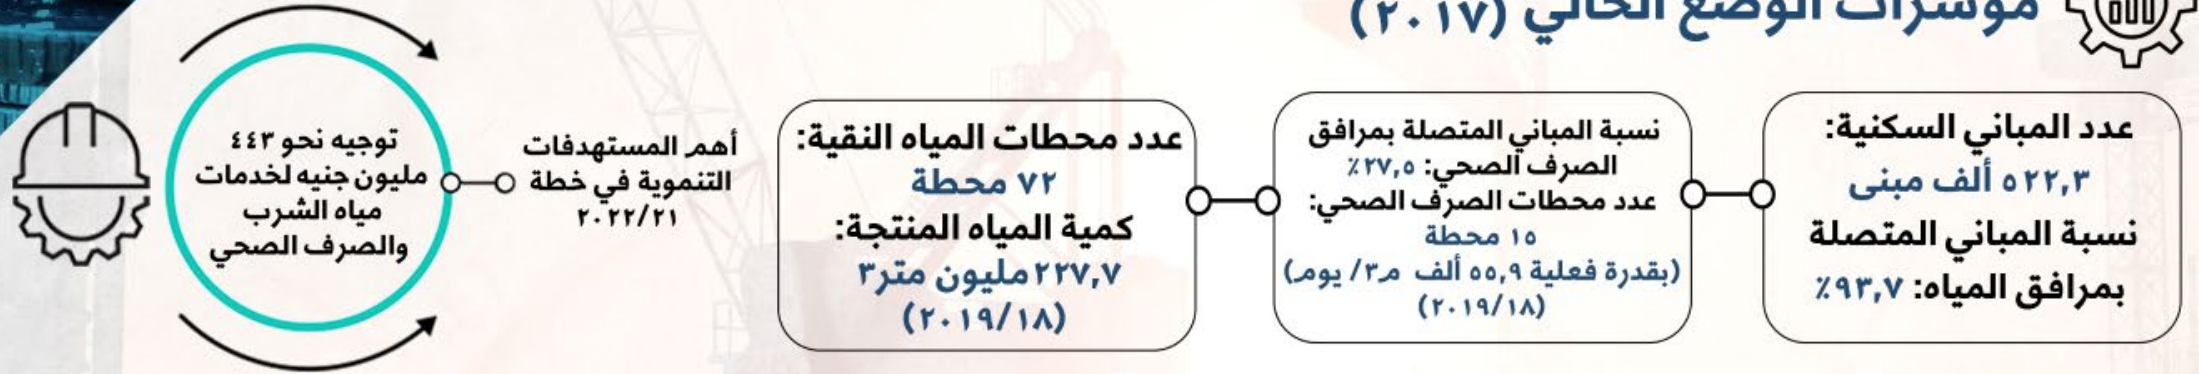 مؤشرات الوضع الحالي (٢٠١٧)
عدد المباني السكنية:
٥٢٢,٣ ألف مبنى
نسبة المباني المتصلة
بمرافق المياه: ٩٣,٧٪
نسبة المباني المتصلة بمرافق
الصرف الصحي: ٢٧,٥٪
عدد محطات الصرف الصحي:
١٥ محطة
(بقدرة فعلية ٥٥,٩ ألف م٣/ يوم)
(٢٠١٩/١٨)
عدد محطات المياه النقية:
٧٢ محطة
كمية المياه المنتجة:
٢٢٧,٧ مليون متر٣
(٢٠١٩/١٨)
أهم المستهدفات
التنموية في خطة
٢٠٢٢/٢١
توجيه نحو ٤٤٣
مليون جنيه لخدمات
مياه الشرب
والصرف الصحي